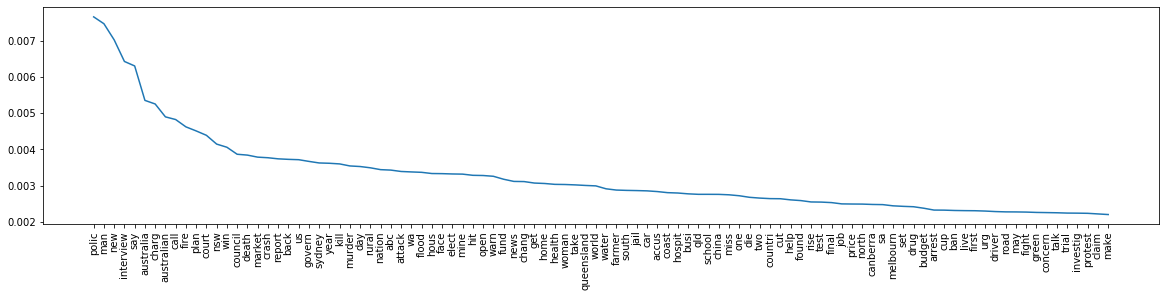 0.007
0.006
0.005
0.004
0.003
0.002
polic
man
new
interview
say
australia
charg
australian
call
fire
plan
court
nsw
win
council
death
market
crash
report
back
us
govern
sydney
year
kill
murder
day
rural
nation
abc
attack
wa
flood
hous
face
elect
mine
hit
open
warn
fund
news
chang
get
home
health
woman
take
queensland
world
water
farmer
south
jail
car
accus
coast
hospit
busi
qld
school
china
miss
one
die
two
countri
cut
help
found
rise
test
final
job
price
north
canberra
sa
melbourn
set
drug
budget
arrest
cup
ban
live
first
urg
driver
road
may
fight
green
concern
talk
trial
investig
protest
claim
make